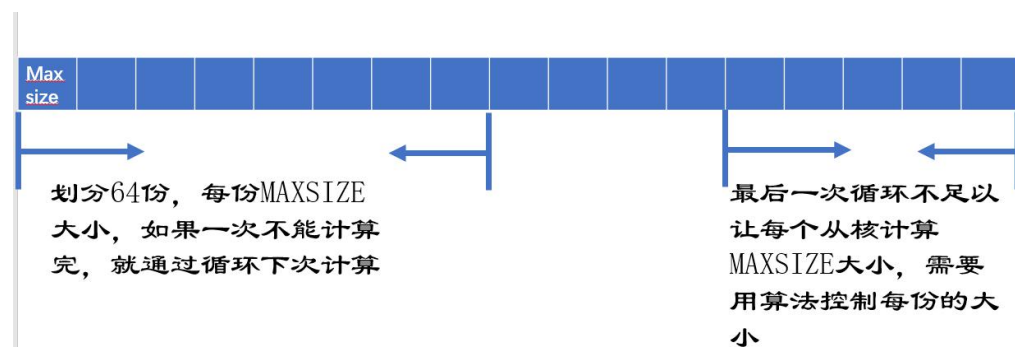 Max
size
划分64份，每份MAXSIZE
大小，如果一次不能计算
完，就通过循环下次计算
最后一次循环不足以
让每个从核计算
MAXSIZE大小，需要
用算法控制每份的大
小